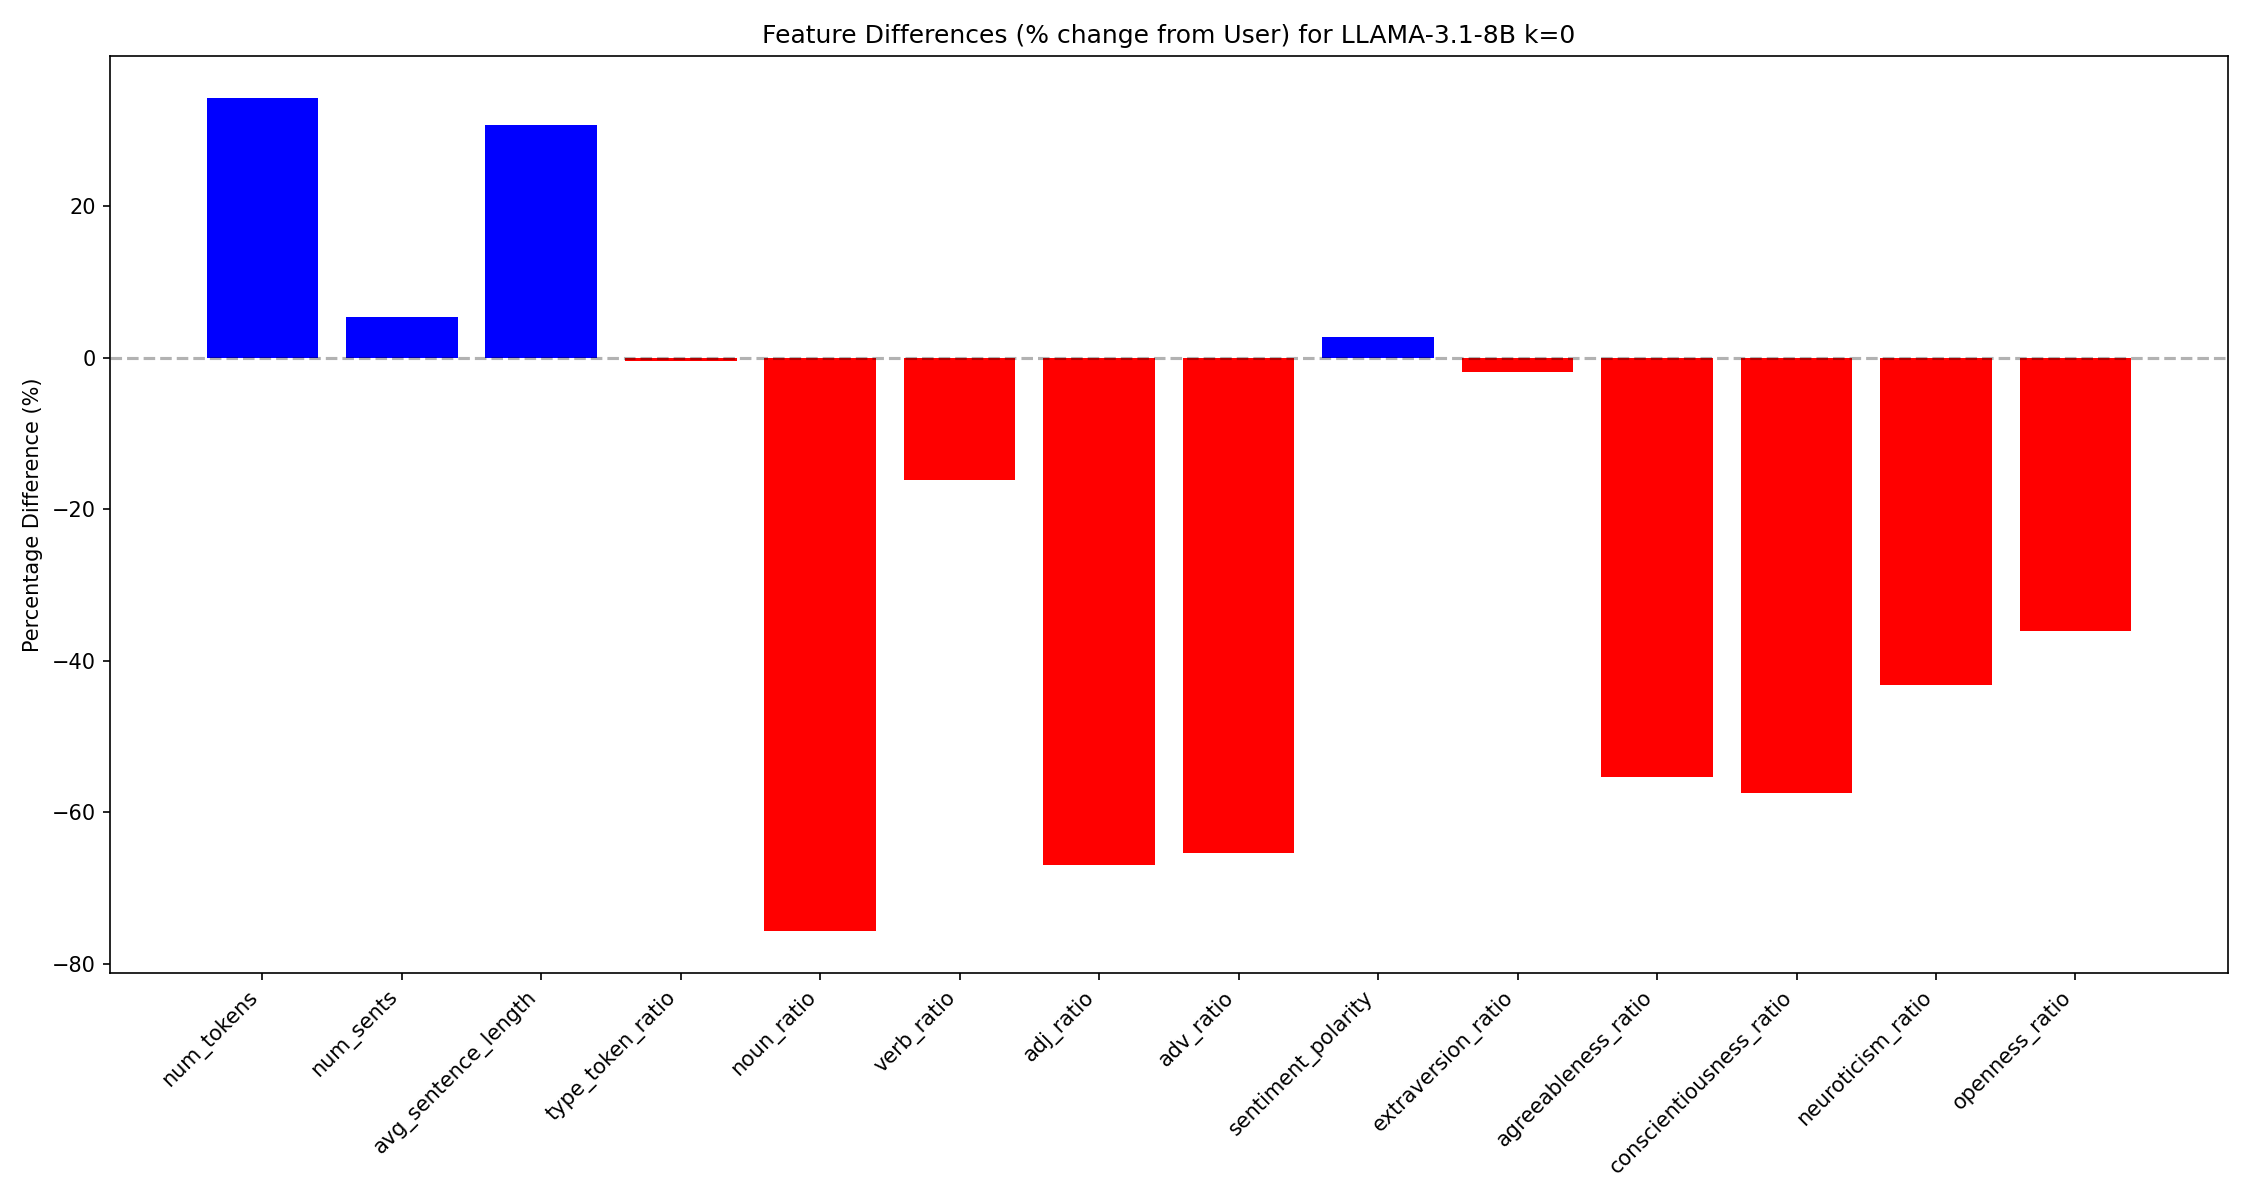 Feature Differences (% change from User) for LLAMA-3.1-8B k=0
Percentage Difference (%)
20
0
−20
−40
−60
−80
num_tokens
num_sents
avg_sentence_length
type_token_ratio
noun_ratio
verb_ratio
adj_ratio
adv_ratio
sentiment_polarity
extraversion_ratio
agreeableness_ratio
conscientiousness_ratio
neuroticism_ratio
openness_ratio